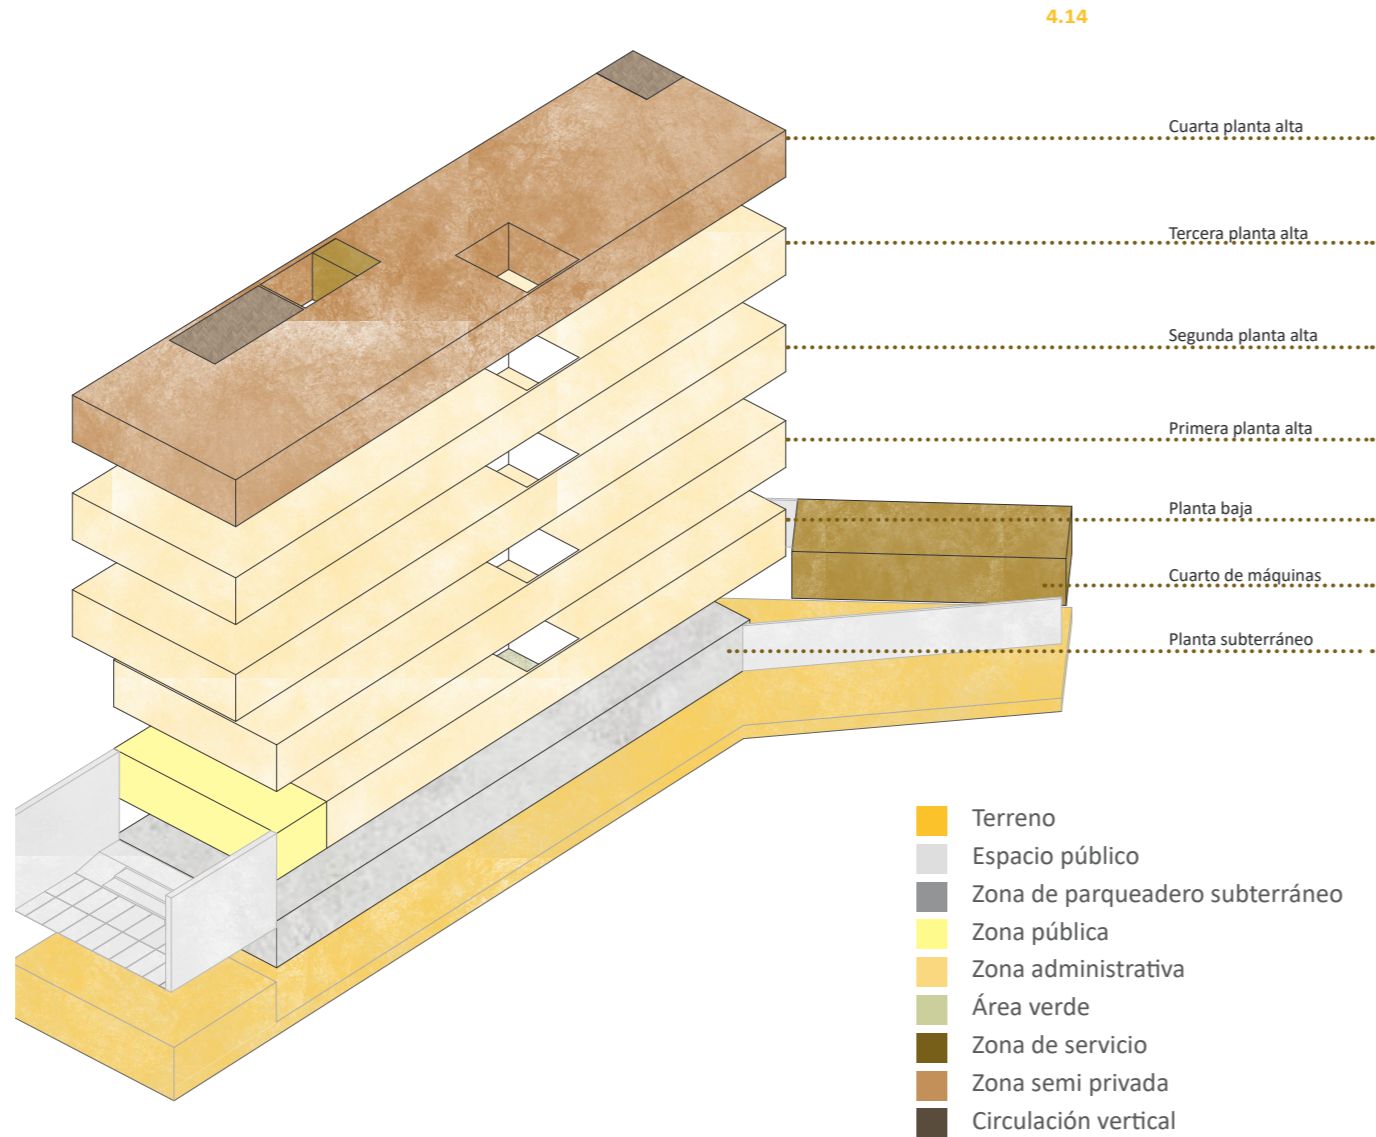 4.14
Cuarta planta alta
Tercera planta alta
Segunda planta alta
Primera planta alta
Planta baja
Cuarto de máquinas
Planta subterráneo
Terreno
Espacio público
Zona de parqueadero subterráneo
Zona pública
Zona administrativa
Área verde
Zona de servicio
Zona semi privada
Circulación vertical